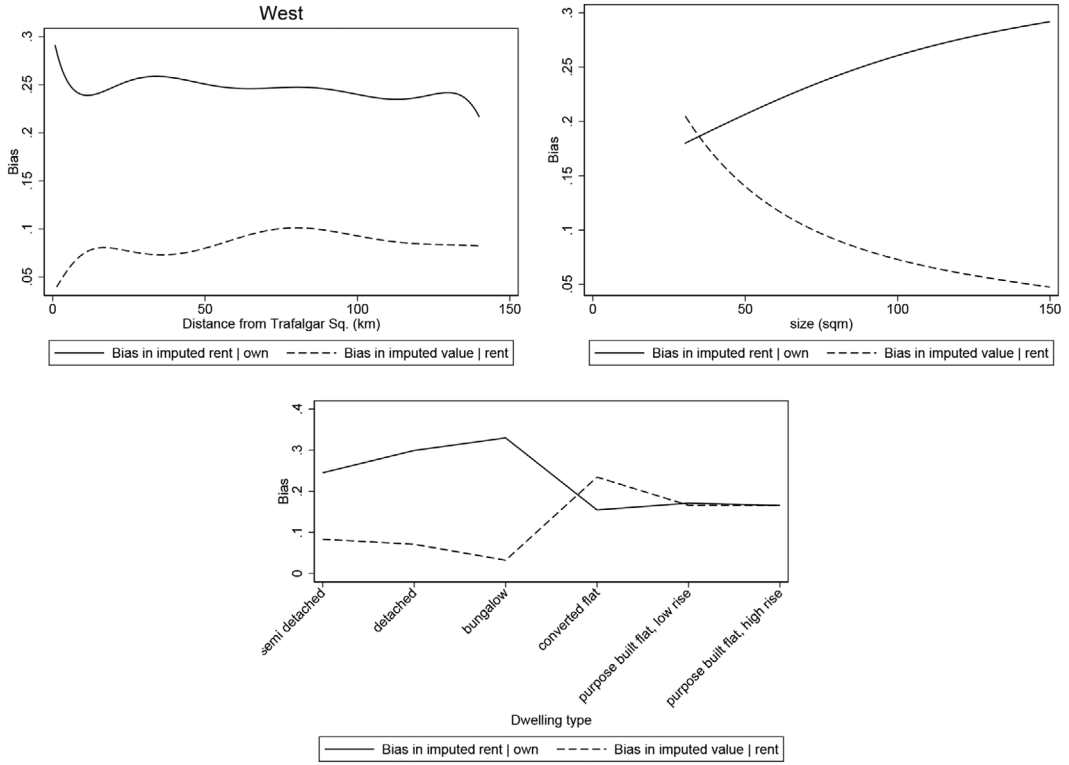 West
Bias
.05 .1 .15 .2 .25 .3
0 50 100 150
Distance from Trafalgar Sq. (km)
Bias in imputed rent | own Bias in imputed value | rent
Bias
.05 .1 .15 .2 .25 .3
0 50 100 150
size (sqm)
Bias in imputed rent | own Bias in imputed value | rent
Bias
0 .1 .2 .3 .4
semi detached
detached
bungalow
converted flat
purpose built flat, low rise
purpose built flat, high rise
Dwelling type
Bias in imputed rent | own Bias in imputed value | rent